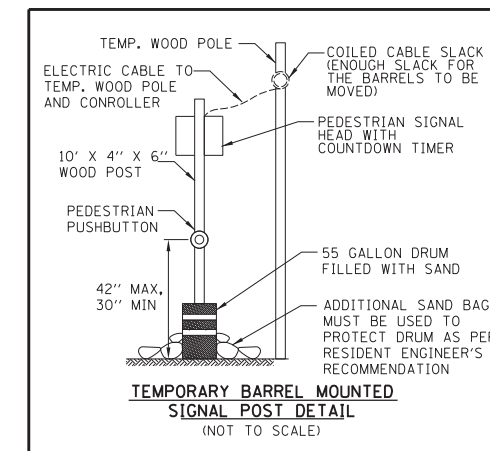 TEMP. WOOD POLE
COILED CABLE SLACK
(ENOUGH SLACK FOR
THE BARRELS TO BE
MOVED)
ELECTRIC CABLE TO
TEMP. WOOD POLE
AND CONROLLER
PEDESTRIAN SIGNAL
HEAD WITH
COUNTDOWN TIMER
10' X 4'' X 6''
WOOD POST
PEDESTRIAN
PUSHBUTTON
55 GALLON DRUM
FILLED WITH SAND
42'' MAX,
30'' MIN
ADDITIONAL SAND BAG
MUST BE USED TO
PROTECT DRUM AS PER
RESIDENT ENGINEER'S
RECOMMENDATION
TEMPORARY BARREL MOUNTED
SIGNAL POST DETAIL
(NOT TO SCALE)